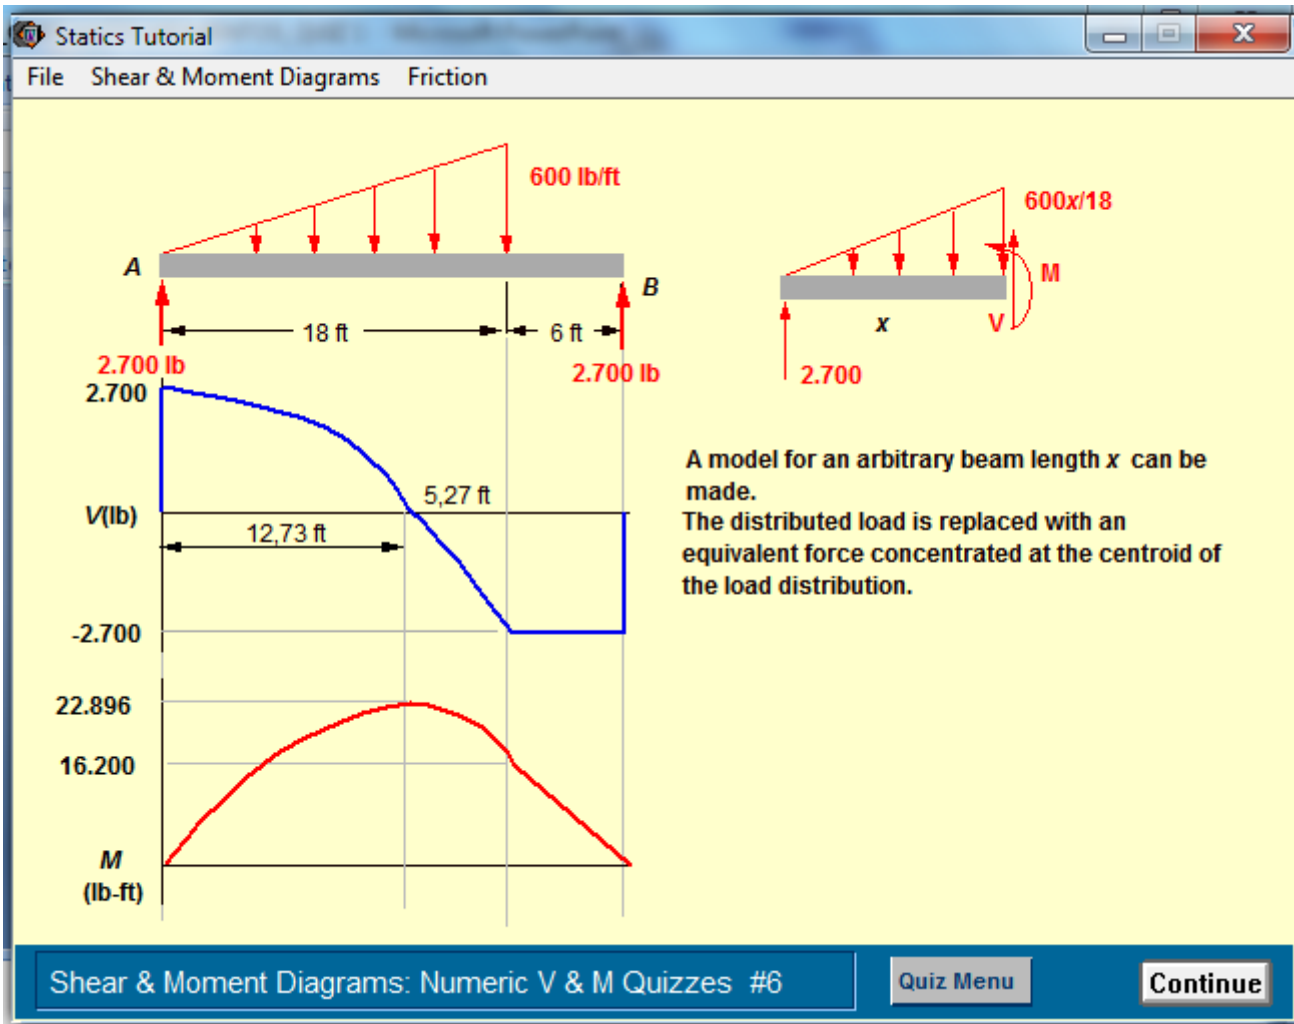 Statics Tutorial
File Shear & Moment Diagrams Friction
600 lb/ft
600x/18
A
B
M
18 ft
6 ft
x
V
2.700 lb
2.700 lb
2.700
2.700
A model for an arbitrary beam length x can be
made.
The distributed load is replaced with an
equivalent force concentrated at the centroid of
the load distribution.
5,27 ft
V(lb)
12,73 ft
-2.700
22.896
16.200
M
(lb-ft)
Shear & Moment Diagrams: Numeric V & M Quizzes #6
Quiz Menu
Continue